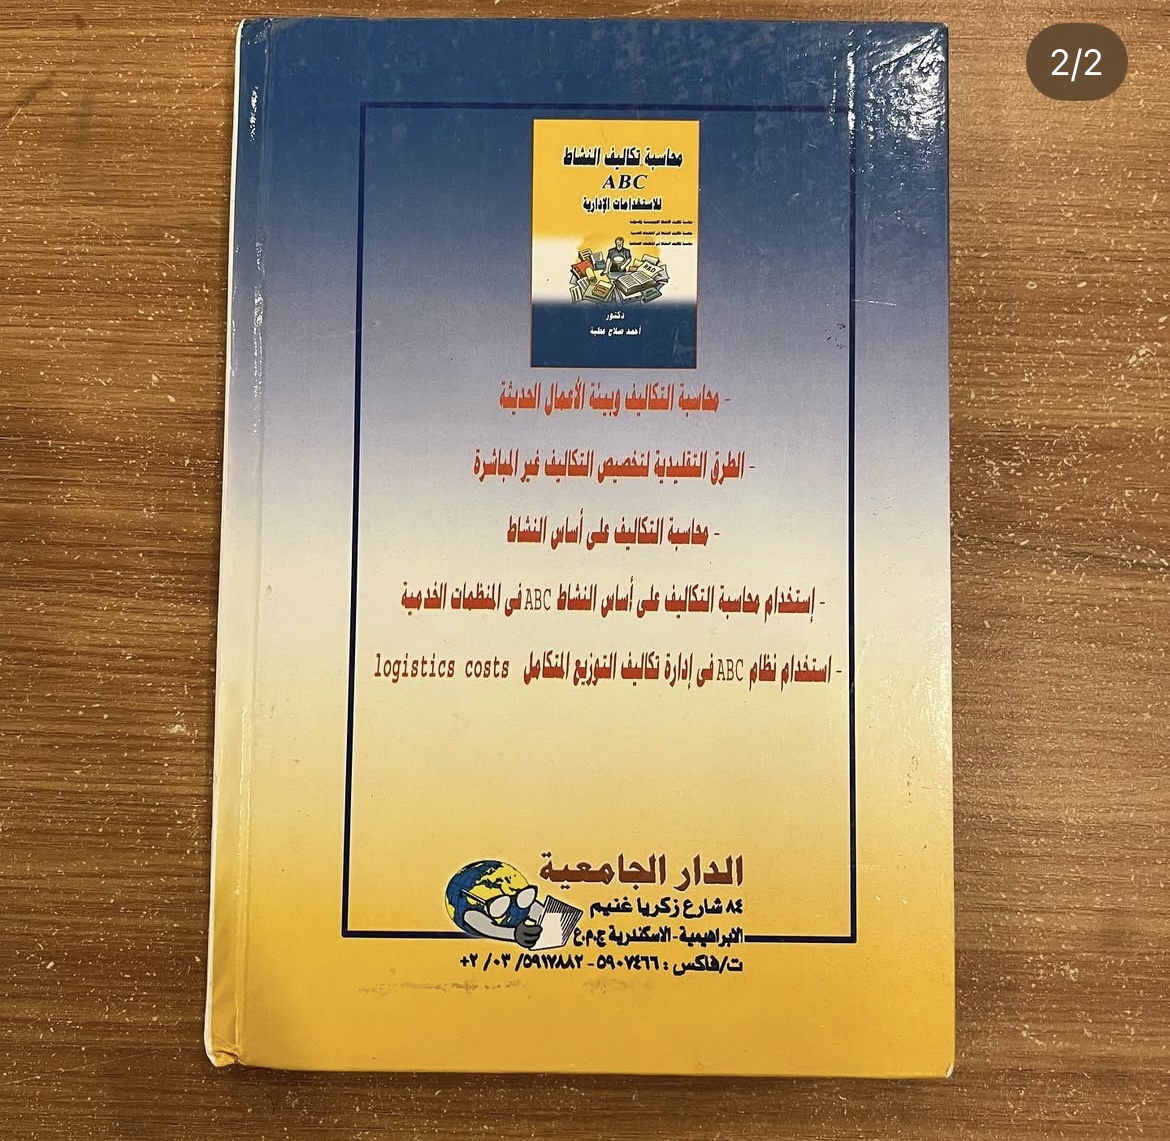 2/2
محاسبة تكاليف النشاط
ABC
للاستخدامات الإدارية
R&D
دكتور
أحمد صلاح عطية
- محاسبة التكاليف وبيئة الأعمال الحديثة
- الطرق التقليدية لتخصيص التكاليف غير المباشرة
- محاسبة التكاليف على أساس النشاط
- إستخدام محاسبة التكاليف على أساس النشاط ABC فى المنظمات الخدمية
- استخدام نظام ABC فى إدارة تكاليف التوزيع المتكامل logistics costs
الدار الجامعية
٨٤ شارع زكريا غنيم
الابراهيمية - الاسكندرية ج.م.ع
ت/فاكس : ٥٩٠٧٤٦٦ - ٥٩١٧٨٨٢/ ٠٣/ ٢+